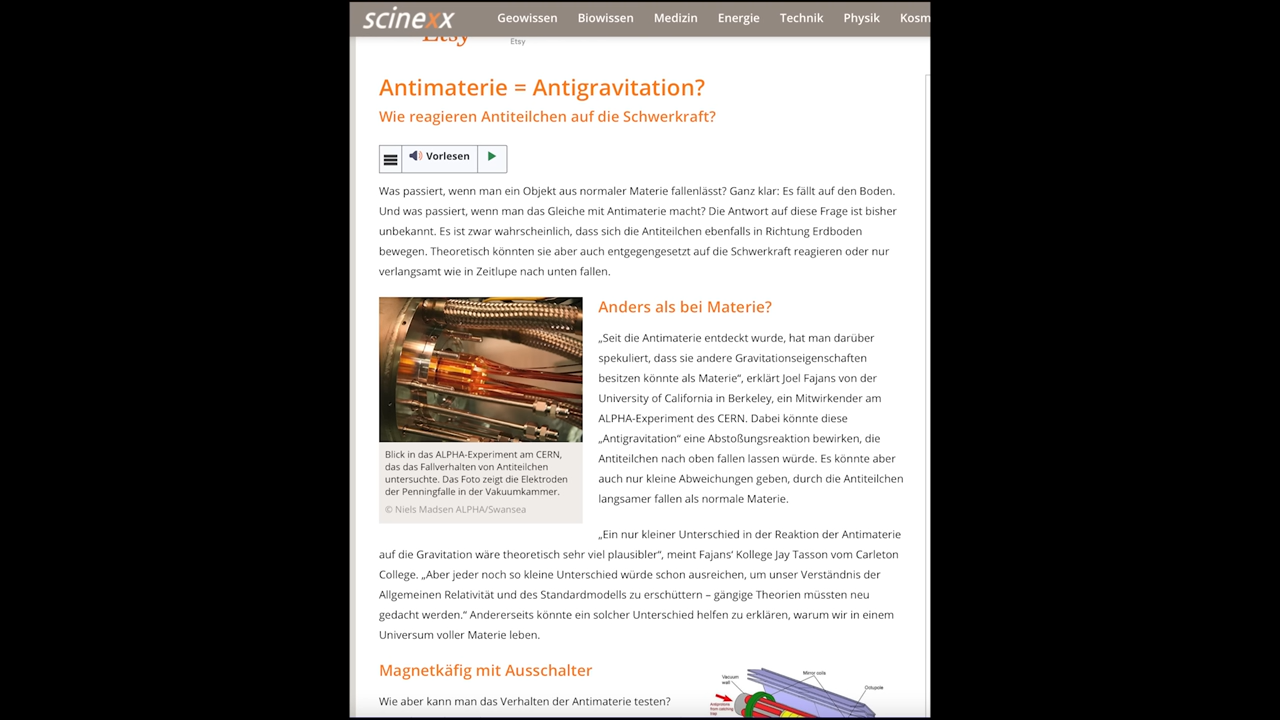 scinexx
Geowissen Biowissen Medizin Energie Technik Physik Kosm
Etsy
Etsy
Antimaterie = Antigravitation?
Wie reagieren Antiteilchen auf die Schwerkraft?
Vorlesen
Was passiert, wenn man ein Objekt aus normaler Materie fallenlässt? Ganz klar: Es fällt auf den Boden.
Und was passiert, wenn man das Gleiche mit Antimaterie macht? Die Antwort auf diese Frage ist bisher
unbekannt. Es ist zwar wahrscheinlich, dass sich die Antiteilchen ebenfalls in Richtung Erdboden
bewegen. Theoretisch könnten sie aber auch entgegengesetzt auf die Schwerkraft reagieren oder nur
verlangsamt wie in Zeitlupe nach unten fallen.
Blick in das ALPHA-Experiment am CERN,
das das Fallverhalten von Antiteilchen
untersuchte. Das Foto zeigt die Elektroden
der Penningfalle in der Vakuumkammer.
© Niels Madsen ALPHA/Swansea
Anders als bei Materie?
„Seit die Antimaterie entdeckt wurde, hat man darüber
spekuliert, dass sie andere Gravitationseigenschaften
besitzen könnte als Materie“, erklärt Joel Fajans von der
University of California in Berkeley, ein Mitwirkender am
ALPHA-Experiment des CERN. Dabei könnte diese
„Antigravitation“ eine Abstoßungsreaktion bewirken, die
Antiteilchen nach oben fallen lassen würde. Es könnte aber
auch nur kleine Abweichungen geben, durch die Antiteilchen
langsamer fallen als normale Materie.
„Ein nur kleiner Unterschied in der Reaktion der Antimaterie
auf die Gravitation wäre theoretisch sehr viel plausibler“, meint Fajans‘ Kollege Jay Tasson vom Carleton
College. „Aber jeder noch so kleine Unterschied würde schon ausreichen, um unser Verständnis der
Allgemeinen Relativität und des Standardmodells zu erschüttern – gängige Theorien müssten neu
gedacht werden.“ Andererseits könnte ein solcher Unterschied helfen zu erklären, warum wir in einem
Universum voller Materie leben.
Magnetkäfig mit Ausschalter
Wie aber kann man das Verhalten der Antimaterie testen?
Vacuum
wall
Mirror coils
Octupole
Antiprotons
from catching
trap